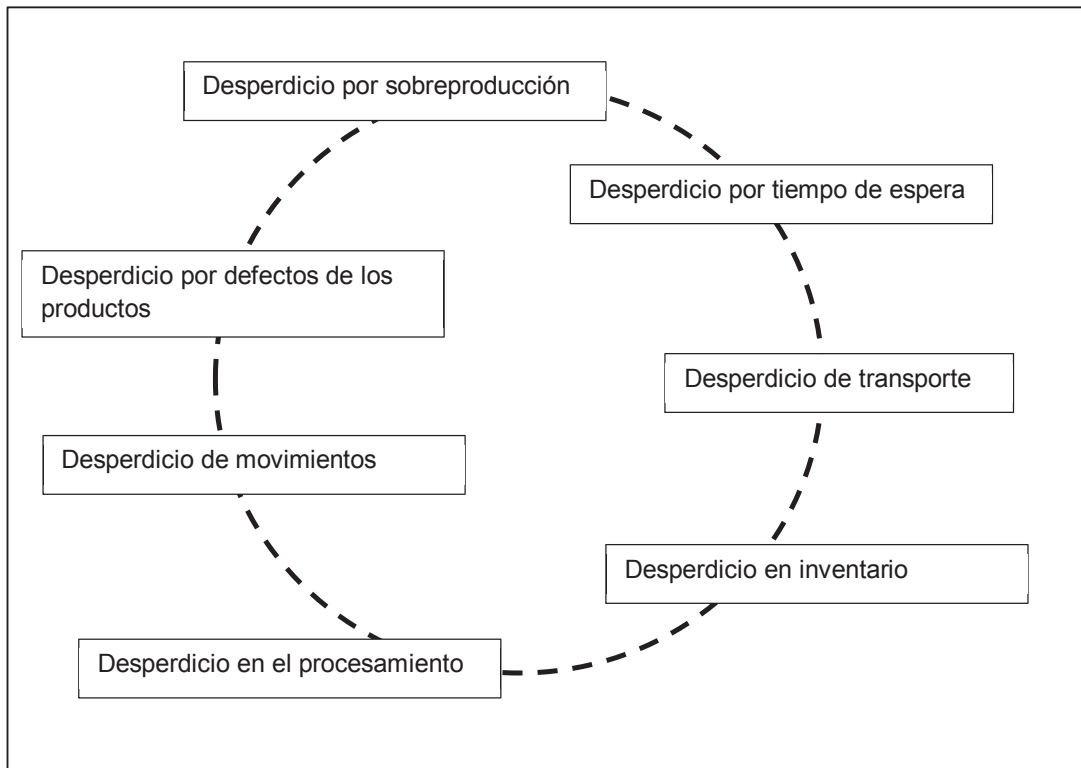 Desperdicio por sobreproducción
Desperdicio por tiempo de espera
Desperdicio por defectos de los
productos
Desperdicio de transporte
Desperdicio de movimientos
Desperdicio en inventario
Desperdicio en el procesamiento